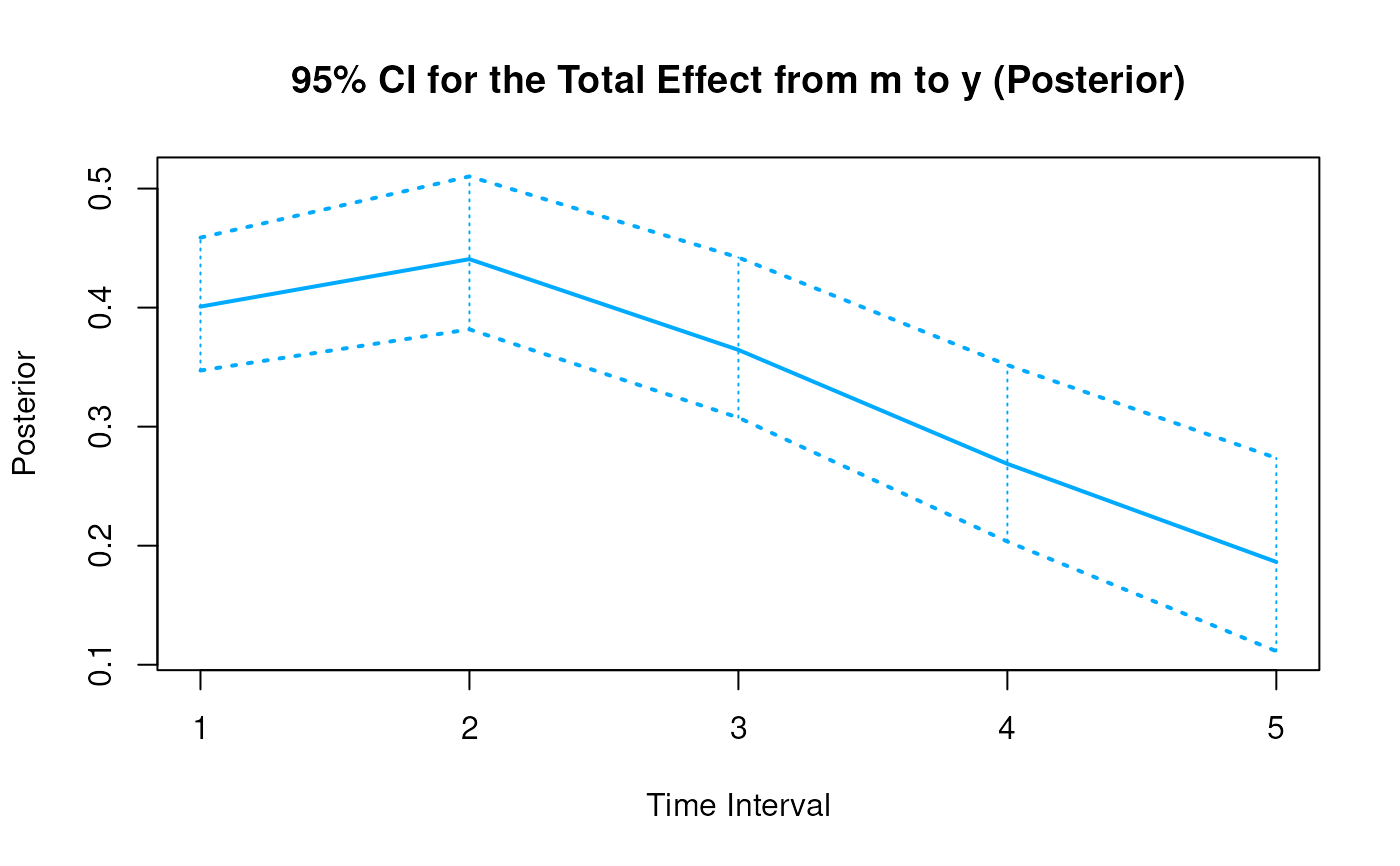 95% CI for the Total Effect from m to y (Posterior)
Posterior
0.5
0.4
0.3
0.2
0.1
1 2 3 4 5
Time Interval